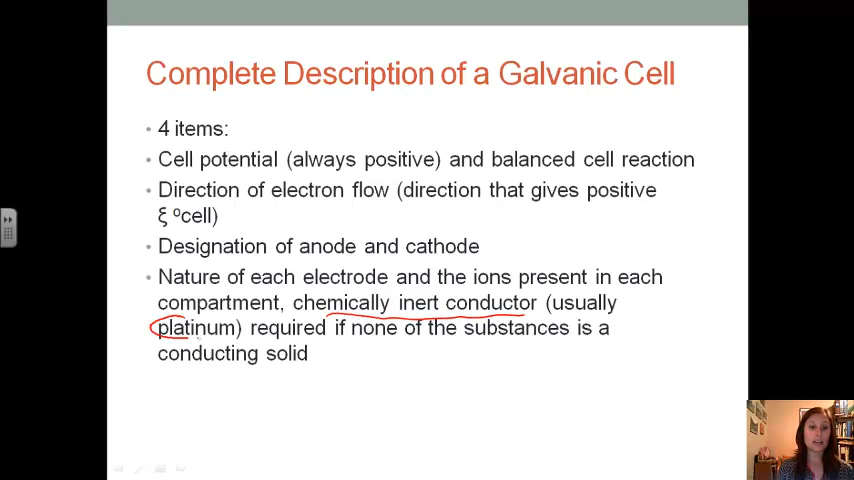 Complete Description of a Galvanic Cell
• 4 items:
• Cell potential (always positive) and balanced cell reaction
• Direction of electron flow (direction that gives positive
ξ ºcell)
• Designation of anode and cathode
• Nature of each electrode and the ions present in each
compartment, chemically inert conductor (usually
platinum) required if none of the substances is a
conducting solid